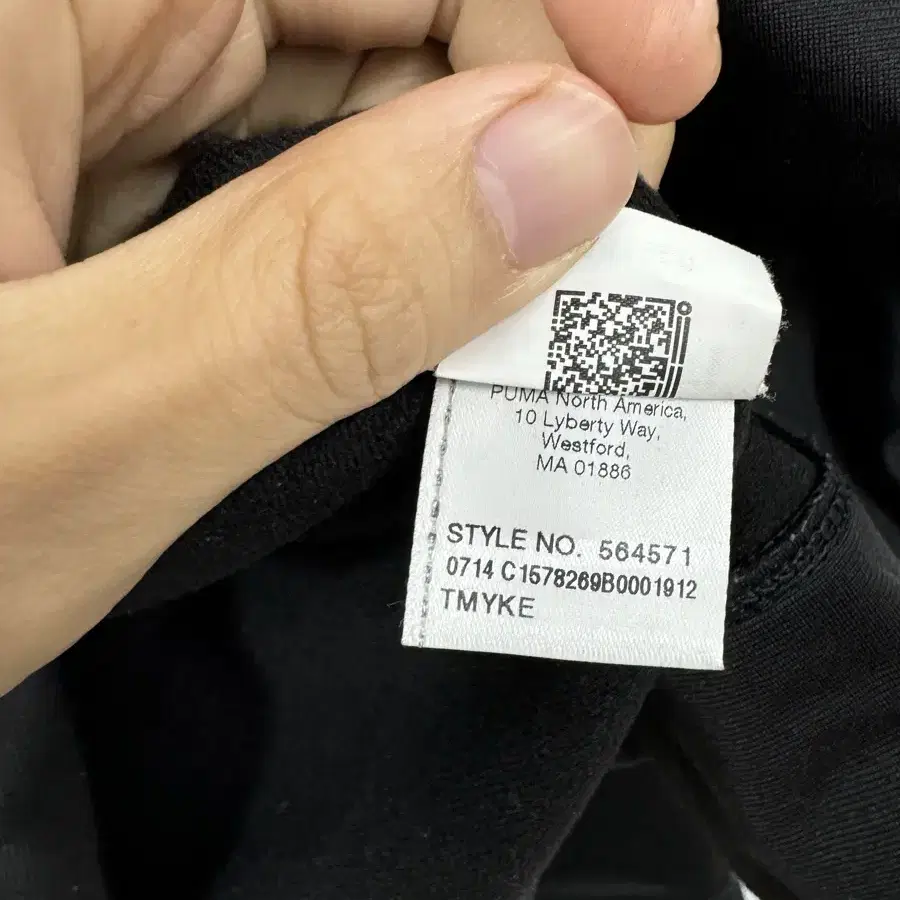 PUMA North America,
10 Lyberty Way,
Westford,
MA 01886
STYLE NO. 564571
0714 C1578269B0001912
TMYKE